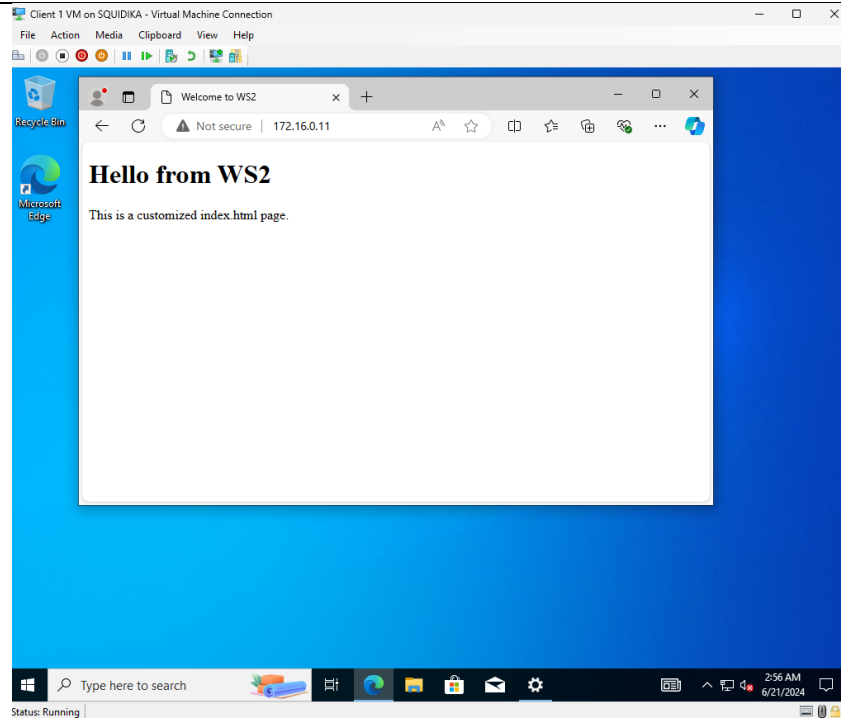 Client 1 VM on SQUIDIKA - Virtual Machine Connection
File Action Media Clipboard View Help
Recycle Bin
Microsoft
Edge
Welcome to WS2
Not secure | 172.16.0.11
Hello from WS2
This is a customized index.html page.
Type here to search
2:56 AM
6/21/2024
Status: Running